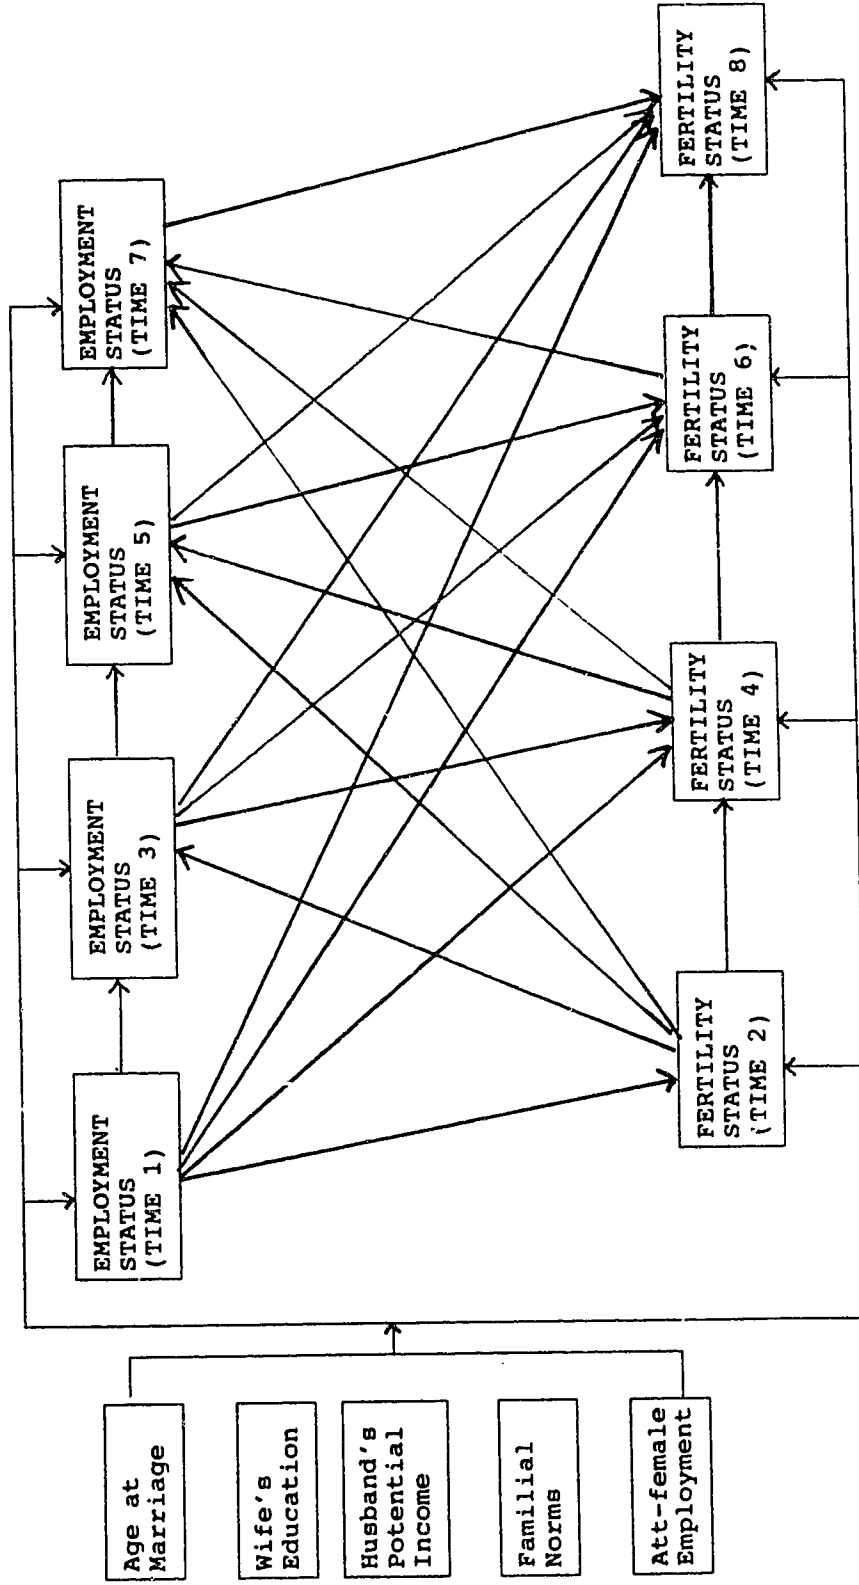 EMPLOYMENT
STATUS
(TIME 1)
EMPLOYMENT
STATUS
(TIME 3)
EMPLOYMENT
STATUS
(TIME 5)
EMPLOYMENT
STATUS
(TIME 7)
Age at
Marriage
Wife's
Education
Husband's
Potential
Income
Familial
Norms
Att-female
Employment
FERTILITY
STATUS
(TIME 2)
FERTILITY
STATUS
(TIME 4)
FERTILITY
STATUS
(TIME 6)
FERTILITY
STATUS
(TIME 8)